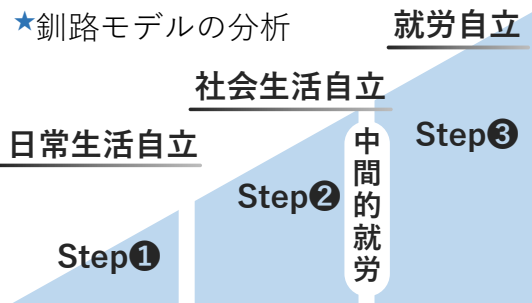 ★釧路モデルの分析
就労自立
社会生活自立
日常生活自立
Step❸
Step❷
中間的就労
Step❶